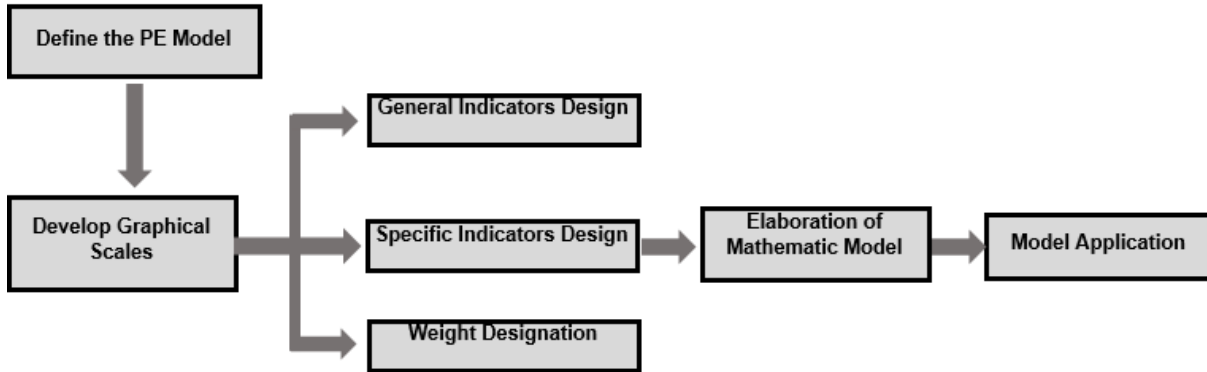 Define the PE Model
General Indicators Design
Develop Graphical
Scales
Specific Indicators Design
Elaboration of
Mathematic Model
Model Application
Weight Designation